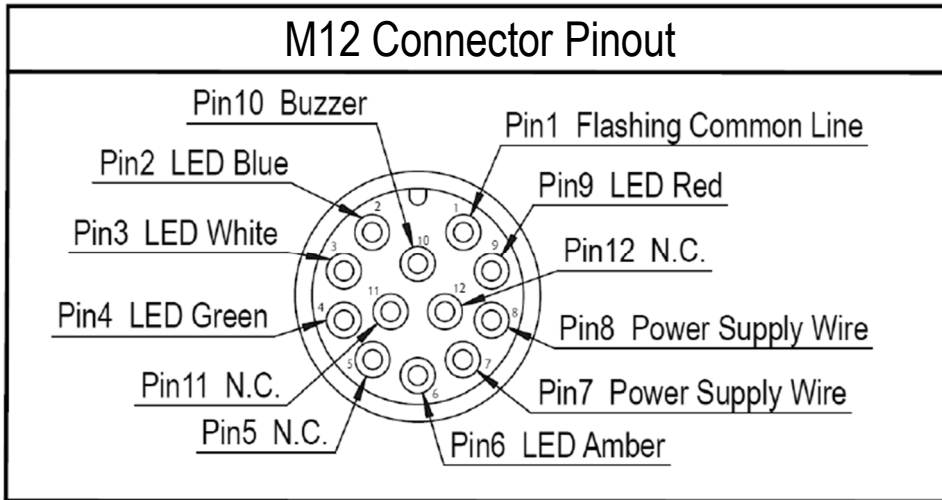 M12 Connector Pinout
Pin10 Buzzer
Pin1 Flashing Common Line
Pin2 LED Blue
Pin9 LED Red
Pin3 LED White
Pin12 N.C.
Pin4 LED Green
Pin8 Power Supply Wire
Pin11 N.C.
Pin7 Power Supply Wire
Pin5 N.C.
Pin6 LED Amber
2
1
10
3
9
11
12
4
8
5
7
6